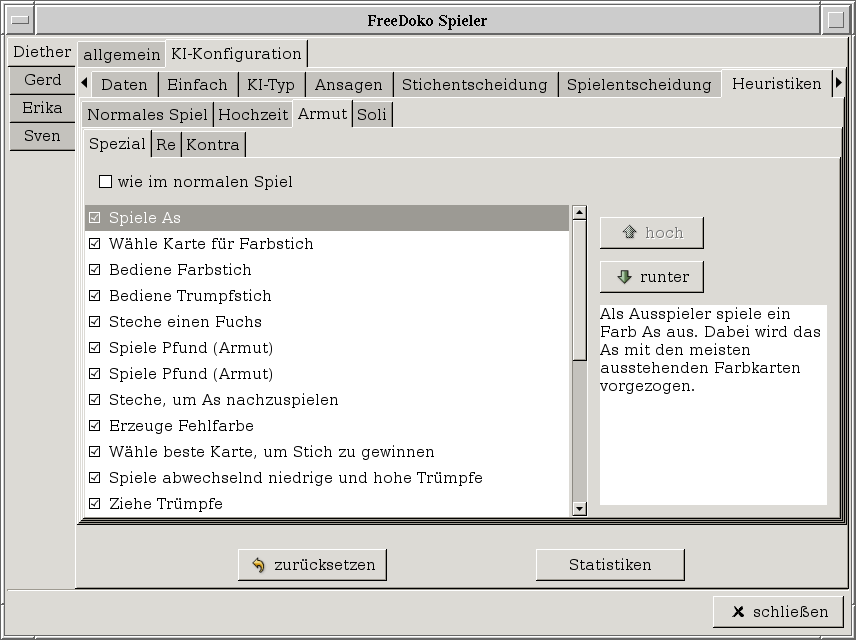 FreeDoko Spieler
Diether
Gerd
Erika
Sven
allgemein KI-Konfiguration
Daten Einfach KI-Typ Ansagen Stichentscheidung Spielentscheidung Heuristiken
Normales Spiel Hochzeit Armut Soli
Spezial Re Kontra
wie im normalen Spiel
Spiele As
Wähle Karte für Farbstich
Bediene Farbstich
Bediene Trumpfstich
Steche einen Fuchs
Spiele Pfund (Armut)
Spiele Pfund (Armut)
Steche, um As nachzuspielen
Erzeuge Fehlfarbe
Wähle beste Karte, um Stich zu gewinnen
Spiele abwechselnd niedrige und hohe Trümpfe
Ziehe Trümpfe
hoch
runter
Als Ausspieler spiele ein
Farb As aus. Dabei wird das
As mit den meisten
ausstehenden Farbkarten
vorgezogen.
zurücksetzen
Statistiken
schließen